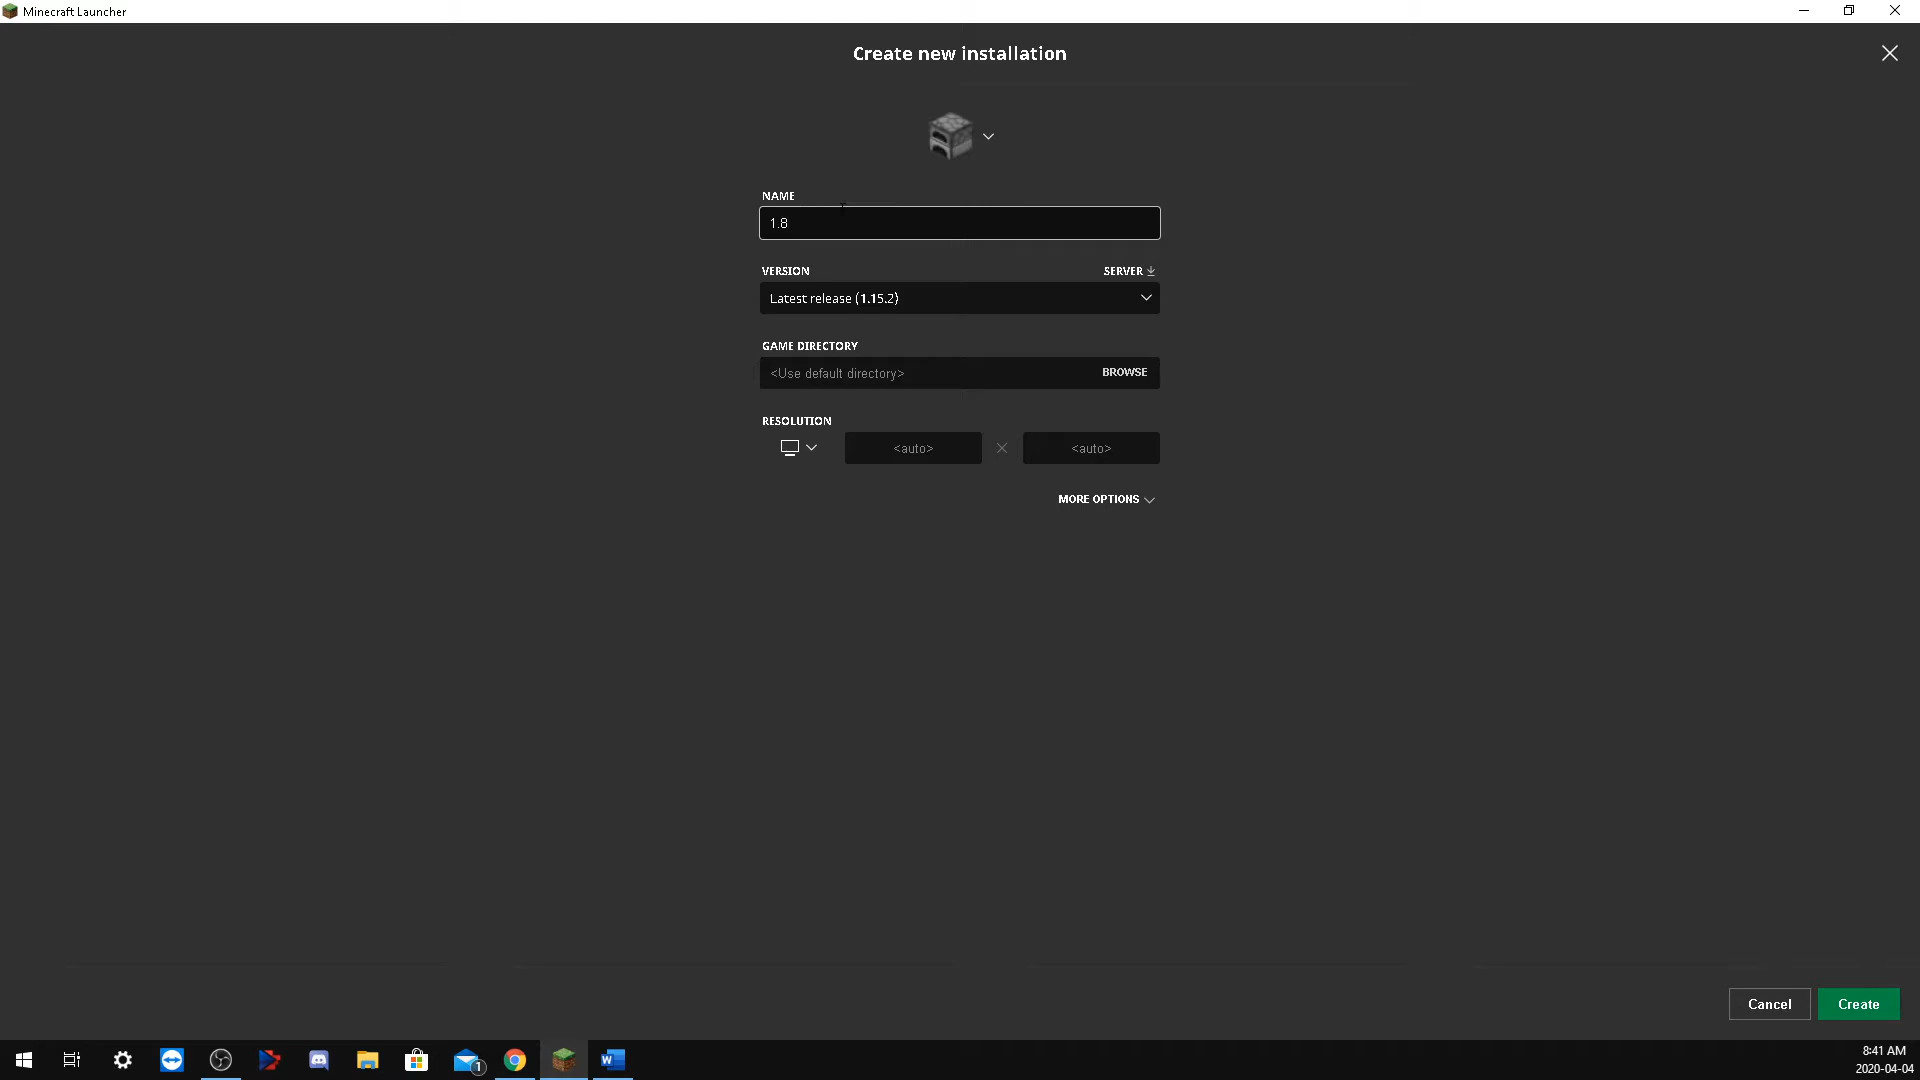 Minecraft Launcher
Create new installation
NAME
1.8
VERSION SERVER
Latest release (1.15.2)
GAME DIRECTORY
<Use default directory> BROWSE
RESOLUTION
<auto> <auto>
MORE OPTIONS
Cancel Create
1
8:41 AM
2020-04-04